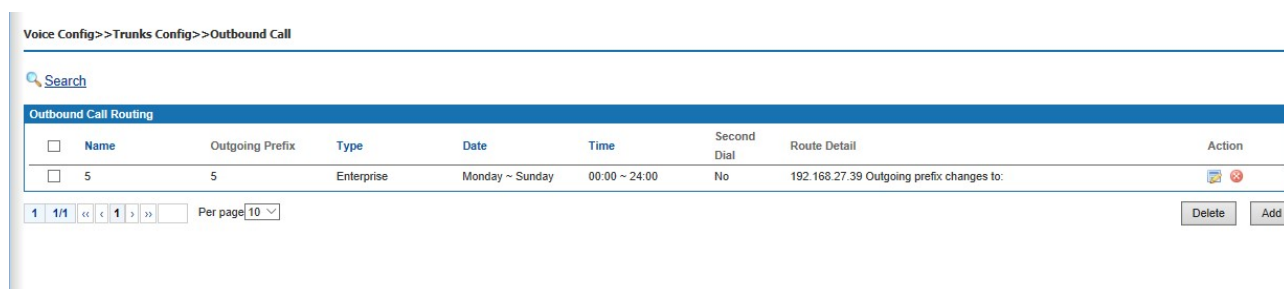 Voice Config>>Trunks Config>>Outbound Call
Search
Outbound Call Routing
Name Outgoing Prefix Type Date Time Second Dial Route Detail Action
5 5 Enterprise Monday ~ Sunday 00:00 ~ 24:00 No 192.168.27.39 Outgoing prefix changes to:
1 1/1 « ‹ 1 › » Per page 10 Delete Add